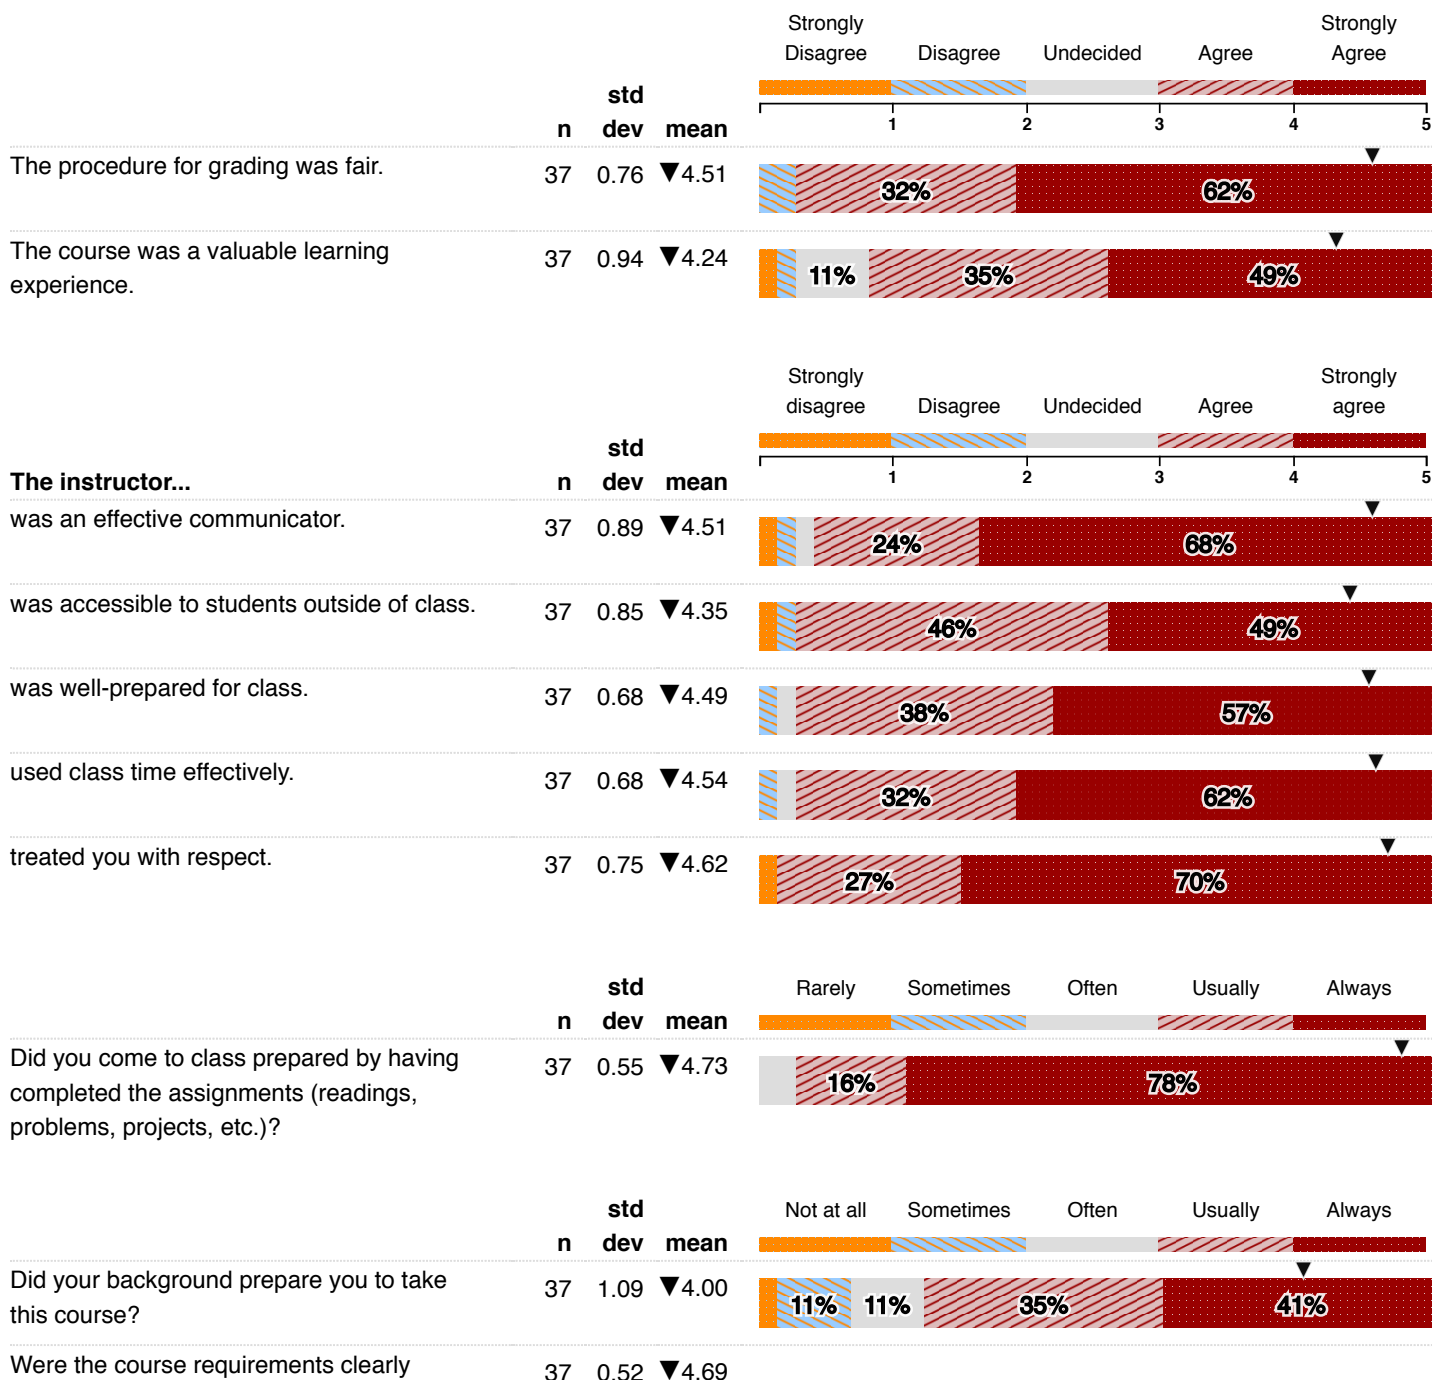 Strongly Disagree Disagree Undecided Agree Strongly Agree
n std dev mean
1 2 3 4 5
The procedure for grading was fair. 37 0.76 ▼4.51 32% 62%
The course was a valuable learning 37 0.94 ▼4.24 11% 35% 49%
experience.
Strongly disagree Disagree Undecided Agree Strongly agree
The instructor... n std dev mean
1 2 3 4 5
was an effective communicator. 37 0.89 ▼4.51 24% 68%
was accessible to students outside of class. 37 0.85 ▼4.35 46% 49%
was well-prepared for class. 37 0.68 ▼4.49 38% 57%
used class time effectively. 37 0.68 ▼4.54 32% 62%
treated you with respect. 37 0.75 ▼4.62 27% 70%
Rarely Sometimes Often Usually Always
n std dev mean
Did you come to class prepared by having 37 0.55 ▼4.73 16% 78%
completed the assignments (readings,
problems, projects, etc.)?
Not at all Sometimes Often Usually Always
n std dev mean
Did your background prepare you to take 37 1.09 ▼4.00 11% 11% 35% 41%
this course?
Were the course requirements clearly 37 0.52 ▼4.69